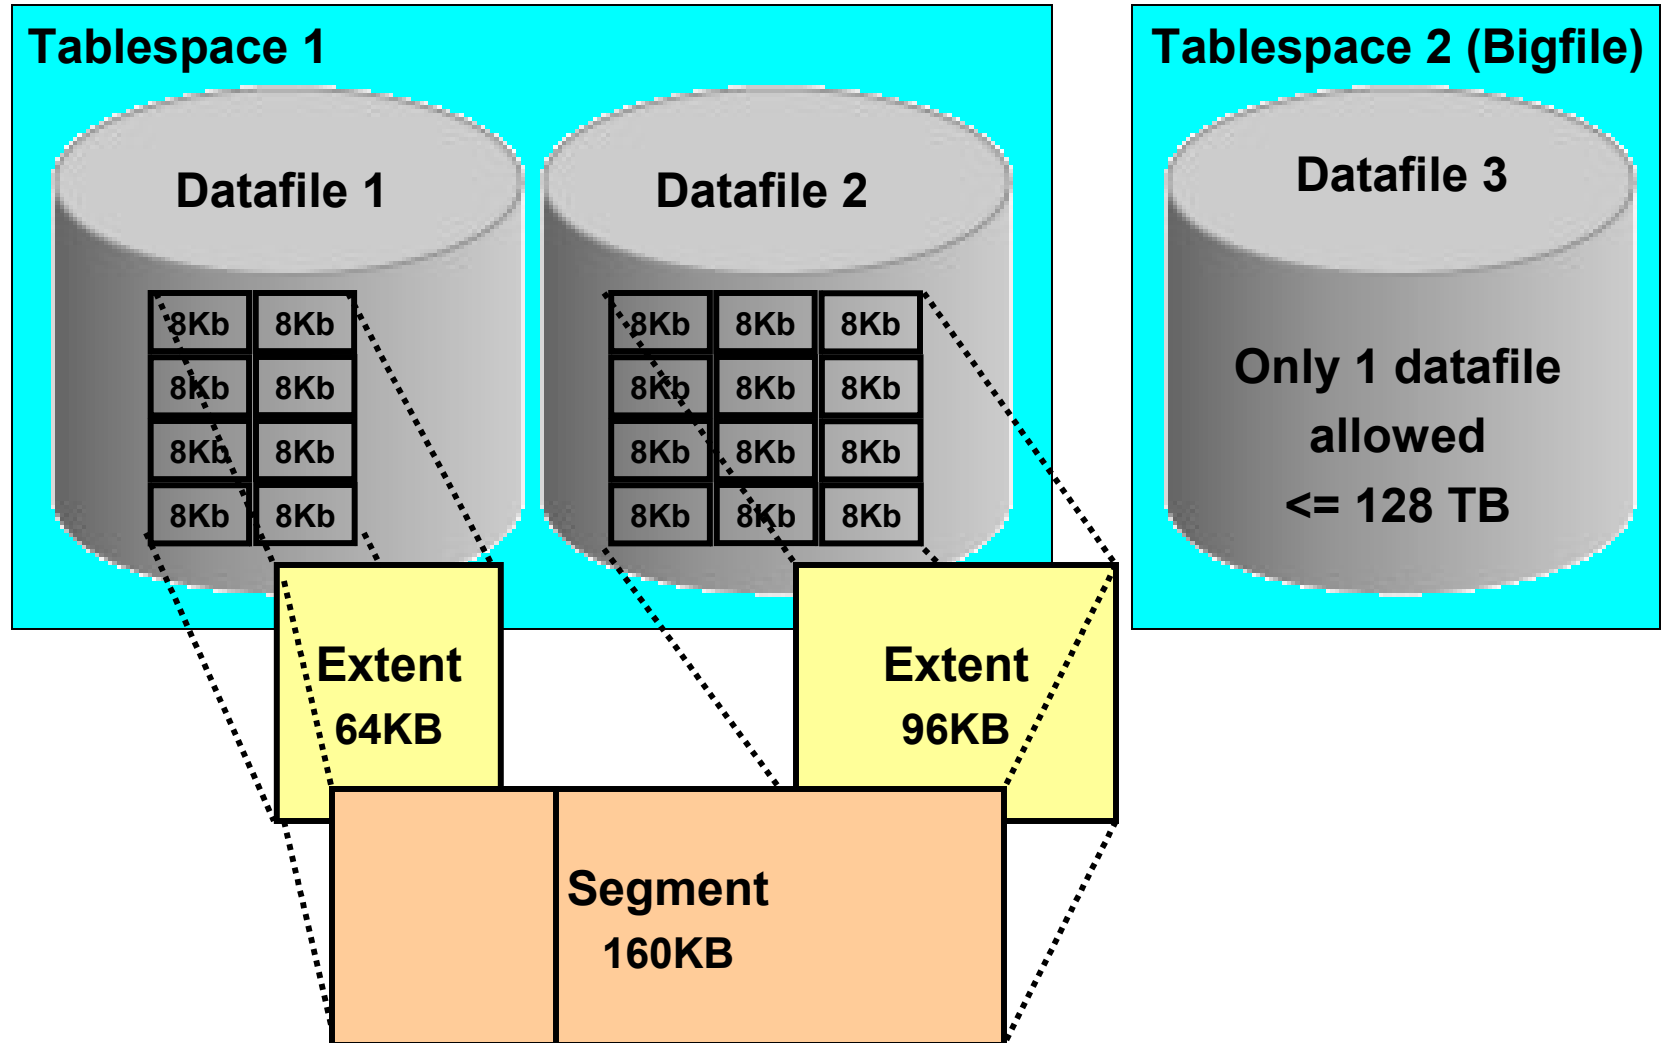 Tablespace 1
Tablespace 2 (Bigfile)
Datafile 1
Datafile 2
Datafile 3
8Kb 8Kb
8Kb 8Kb
8Kb 8Kb
8Kb 8Kb
8Kb 8Kb 8Kb
8Kb 8Kb 8Kb
8Kb 8Kb 8Kb
8Kb 8Kb 8Kb
Only 1 datafile
allowed
<= 128 TB
Extent
64KB
Extent
96KB
Segment
160KB